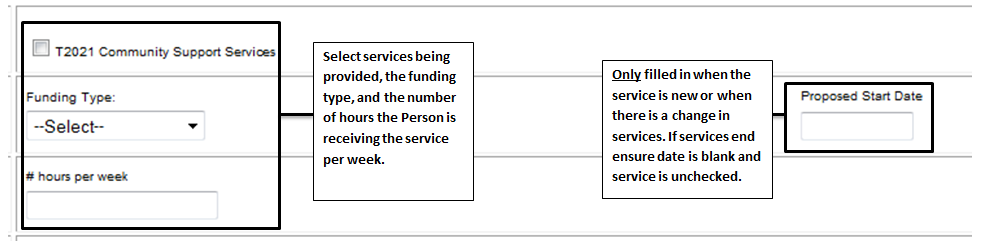 T2021 Community Support Services
Funding Type:
--Select--
# hours per week
Select services being
provided, the funding
type, and the number
of hours the Person is
receiving the service
per week.
Only filled in when the
service is new or when
there is a change in
services. If services end
ensure date is blank and
service is unchecked.
Proposed Start Date